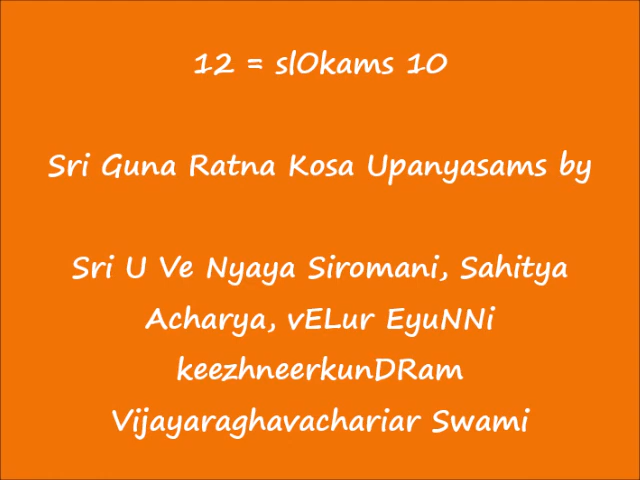 12 = slOkams 10
Sri Guna Ratna Kosa Upanyasams by
Sri U Ve Nyaya Siromani, Sahitya
Acharya, vELur EyuNNi
keezhneerkunDRam
Vijayaraghavachariar Swami